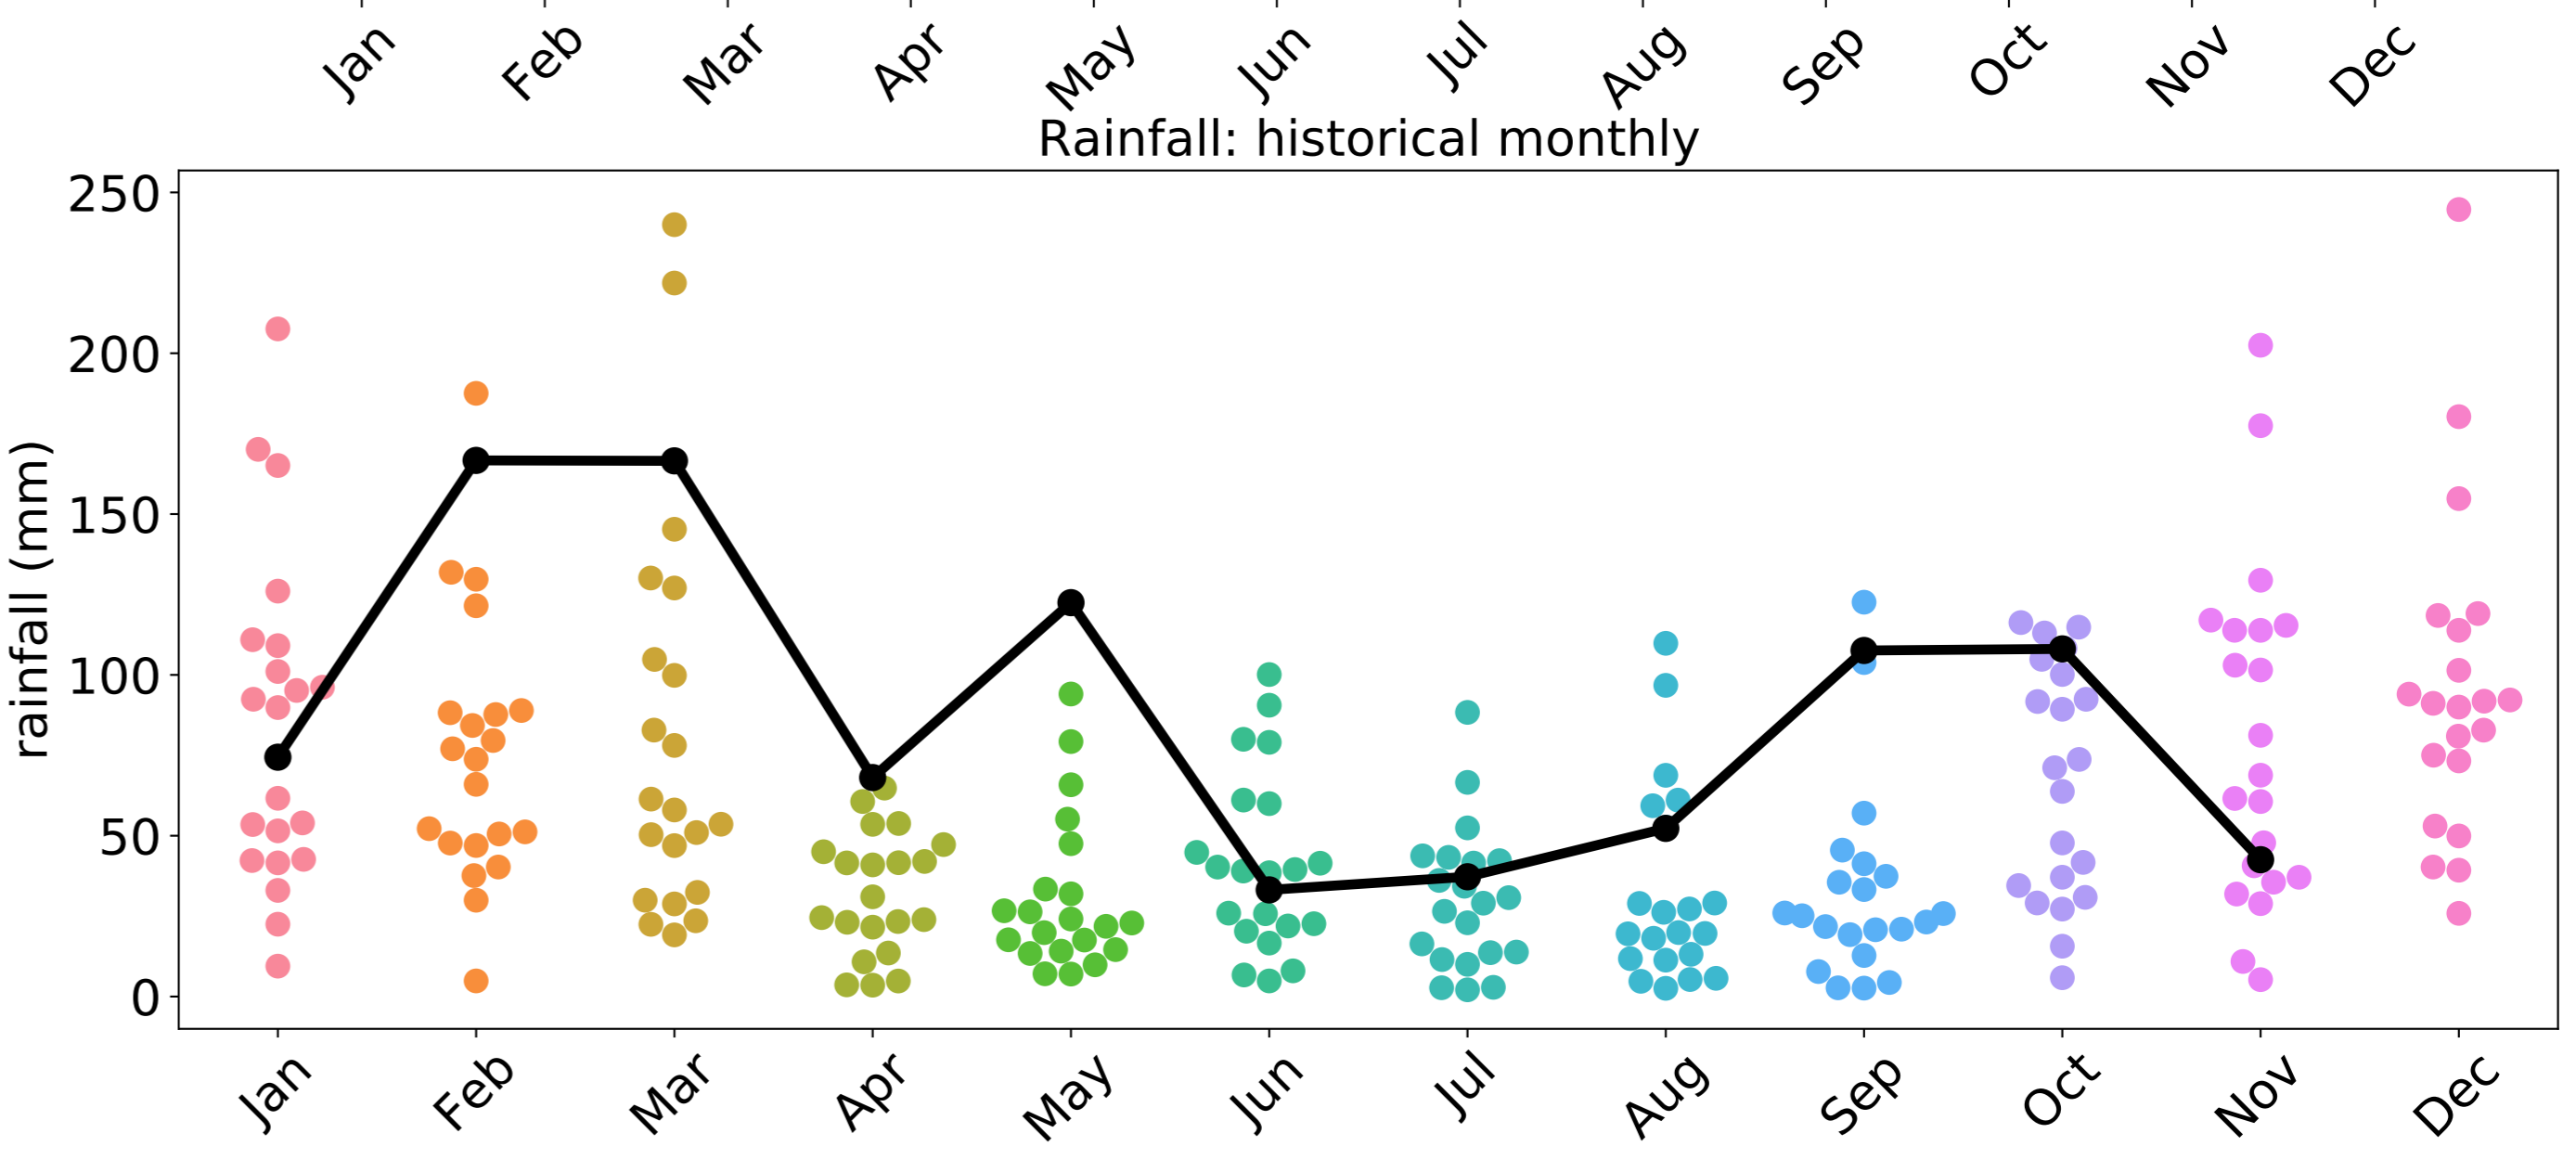 Jan Feb Mar Apr May Jun Jul Aug Sep Oct Nov Dec
Rainfall: historical monthly
rainfall (mm)
250
200
150
100
50
0
Jan Feb Mar Apr May Jun Jul Aug Sep Oct Nov Dec